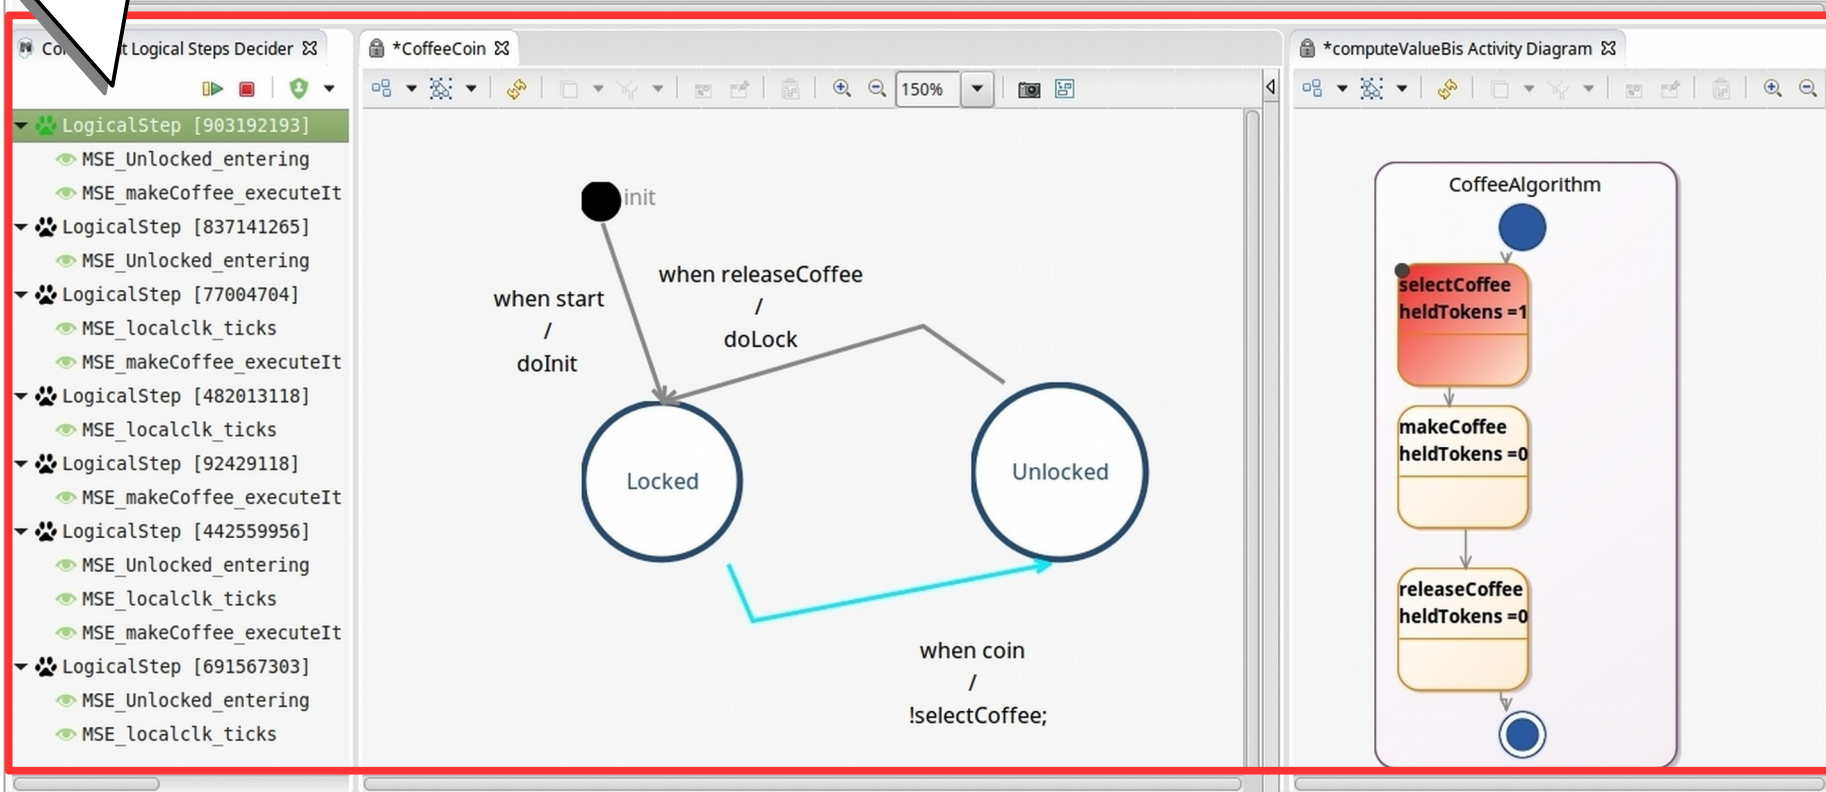 Logical Steps Decider
LogicalStep [903192193]
MSE_Unlocked_entering
MSE_makeCoffee_executeIt
LogicalStep [837141265]
MSE_Unlocked_entering
LogicalStep [77004704]
MSE_localclk_ticks
MSE_makeCoffee_executeIt
LogicalStep [482013118]
MSE_localclk_ticks
LogicalStep [92429118]
MSE_makeCoffee_executeIt
LogicalStep [442559956]
MSE_Unlocked_entering
MSE_localclk_ticks
MSE_makeCoffee_executeIt
LogicalStep [691567303]
MSE_Unlocked_entering
MSE_localclk_ticks
*CoffeeCoin
150%
init
when start
/
doInit
when releaseCoffee
/
doLock
Locked
Unlocked
when coin
/
!selectCoffee;
*computeValueBis Activity Diagram
CoffeeAlgorithm
selectCoffee
heldTokens =1
makeCoffee
heldTokens =0
releaseCoffee
heldTokens =0